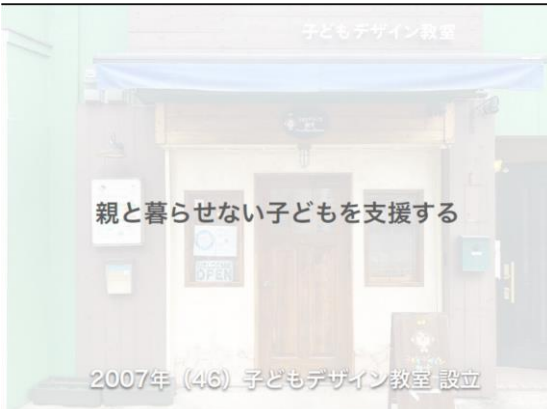 子どもデザイン教室
親と暮らせない子どもを支援する
WELCOME
OPEN
2007年（46）子どもデザイン教室 設立